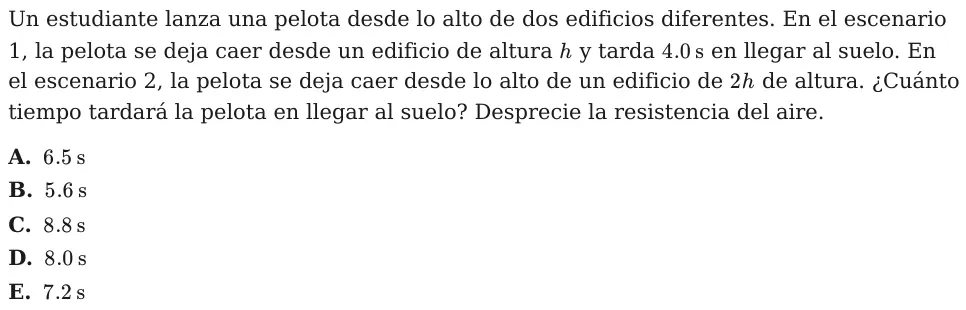 Un estudiante lanza una pelota desde lo alto de dos edificios diferentes. En el escenario
1, la pelota se deja caer desde un edificio de altura h y tarda 4.0 s en llegar al suelo. En
el escenario 2, la pelota se deja caer desde lo alto de un edificio de 2h de altura. ¿Cuánto
tiempo tardará la pelota en llegar al suelo? Desprecie la resistencia del aire.
A. 6.5 s
B. 5.6 s
C. 8.8 s
D. 8.0 s
E. 7.2 s